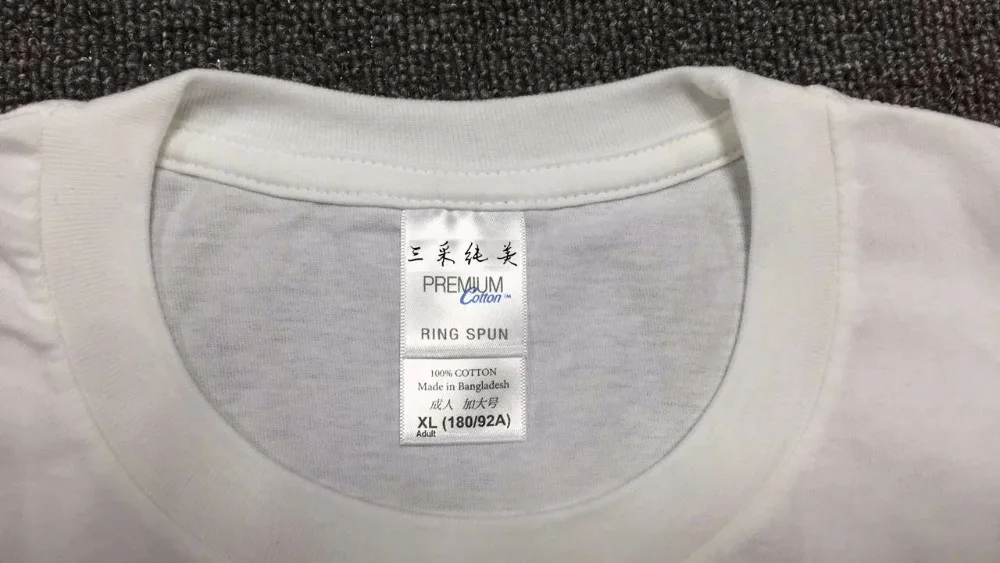 三采纯美
PREMIUM
Cotton™
RING SPUN
100% COTTON
Made in Bangladesh
成人 加大号
XL (180/92A)
Adult